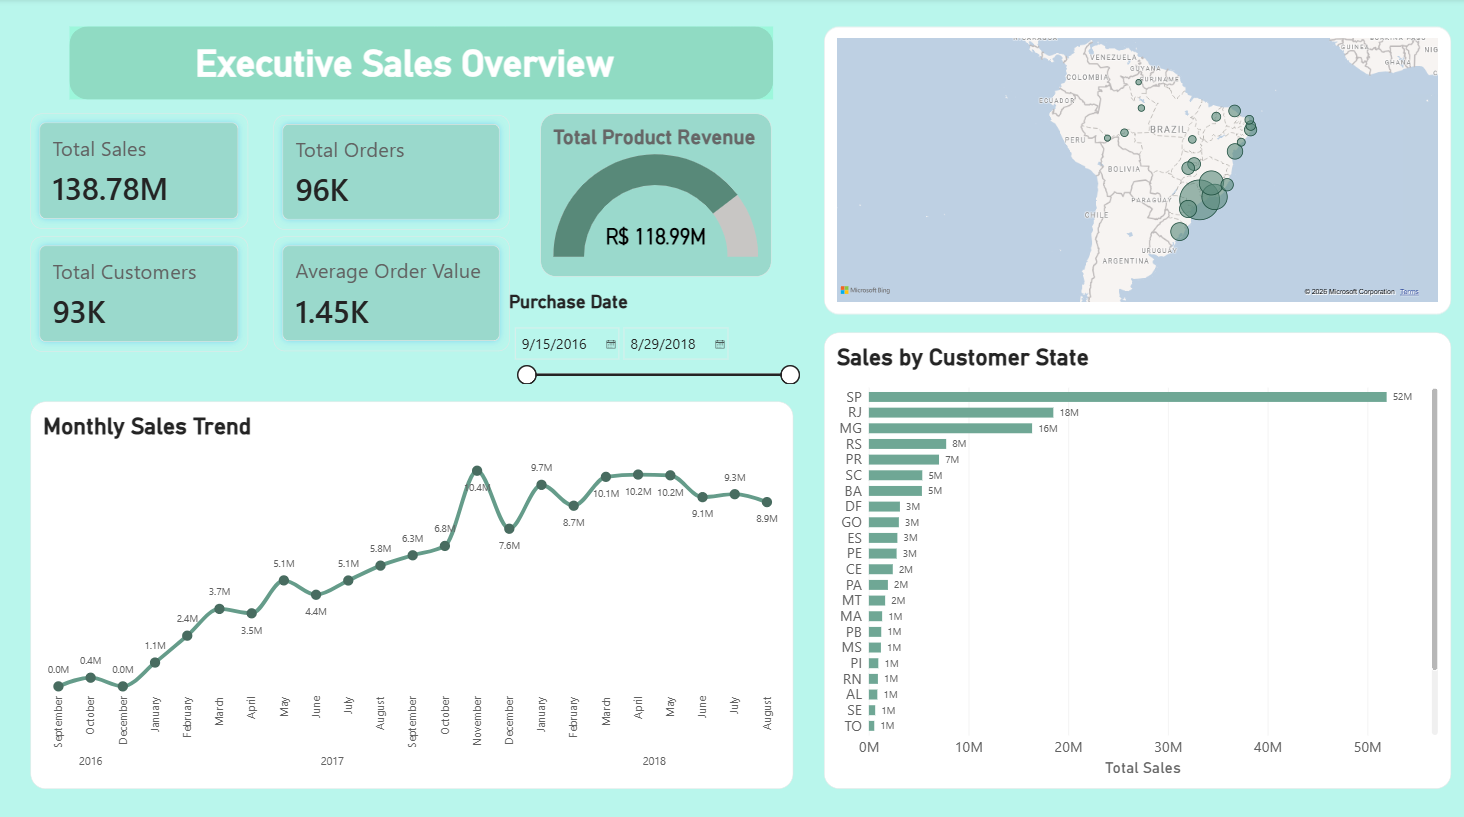 Executive Sales Overview
Total Sales
138.78M
Total Orders
96K
Total Customers
93K
Average Order Value
1.45K
Total Product Revenue
R$ 118.99M
Purchase Date
9/15/2016
8/29/2018
VENEZUELA
GUYANA
SURINAME
COLOMBIA
ECUADOR
PERU
BRAZIL
BOLIVIA
PARAGUAY
CHILE
URUGUAY
ARGENTINA
GUINEA
GHANA
NIG
Microsoft Bing
© 2026 Microsoft Corporation Terms
Monthly Sales Trend
0.0M
0.4M
0.0M
1.1M
2.4M
3.7M
3.5M
5.1M
4.4M
5.1M
5.8M
6.3M
6.8M
10.4M
7.6M
9.7M
8.7M
10.1M
10.2M
10.2M
9.1M
9.3M
8.9M
September
October
December
January
February
March
April
May
June
July
August
September
October
November
December
January
February
March
April
May
June
July
August
2016
2017
2018
Sales by Customer State
SP 52M
RJ 18M
MG 16M
RS 8M
PR 7M
SC 5M
BA 5M
DF 3M
GO 3M
ES 3M
PE 3M
CE 2M
PA 2M
MT 2M
MA 1M
PB 1M
MS 1M
PI 1M
RN 1M
AL 1M
SE 1M
TO 1M
0M 10M 20M 30M 40M 50M
Total Sales